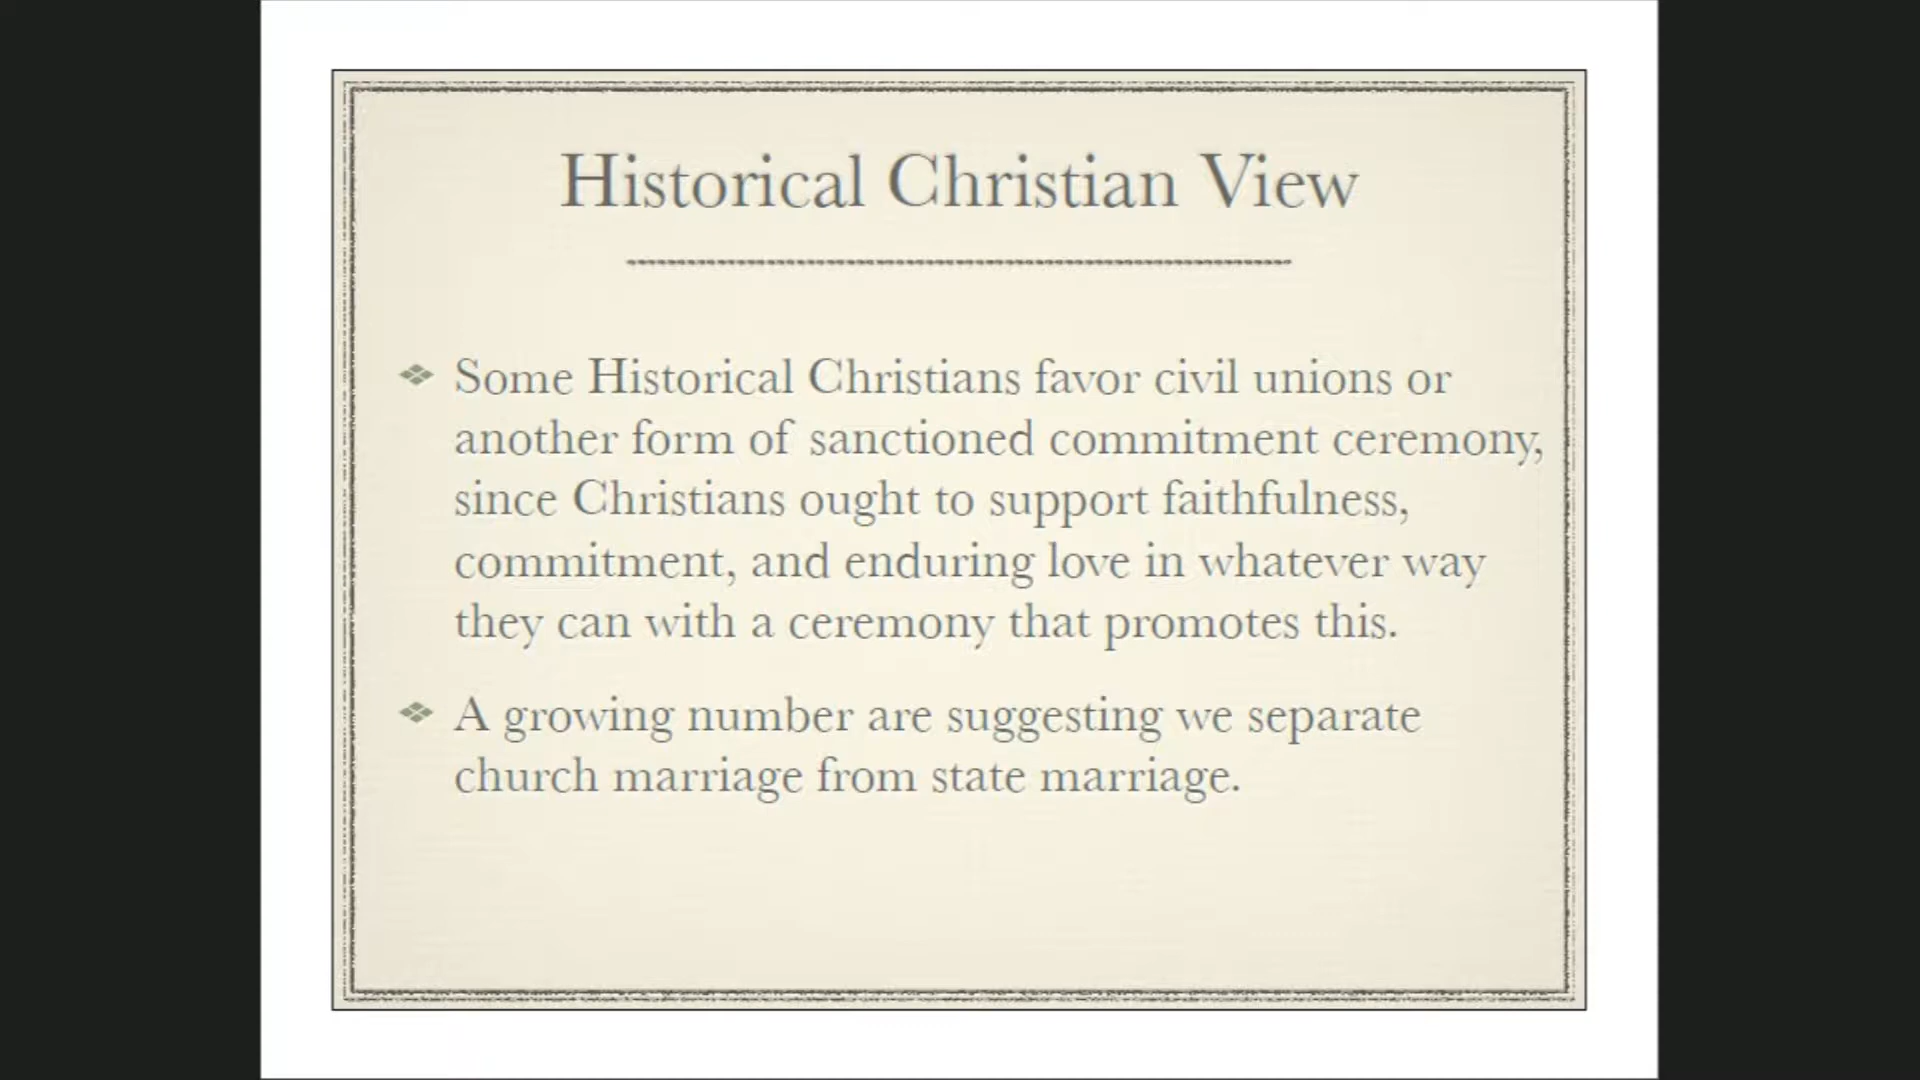 Historical Christian View
Some Historical Christians favor civil unions or
another form of sanctioned commitment ceremony,
since Christians ought to support faithfulness,
commitment, and enduring love in whatever way
they can with a ceremony that promotes this.
A growing number are suggesting we separate
church marriage from state marriage.